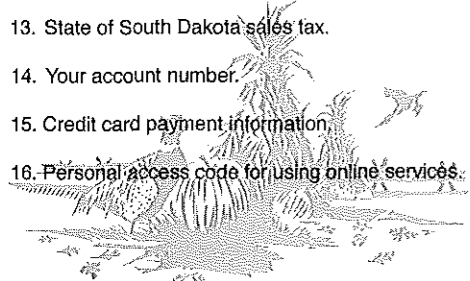 13. State of South Dakota sales tax.
14. Your account number.
15. Credit card payment information.
16. Personal access code for using online services.